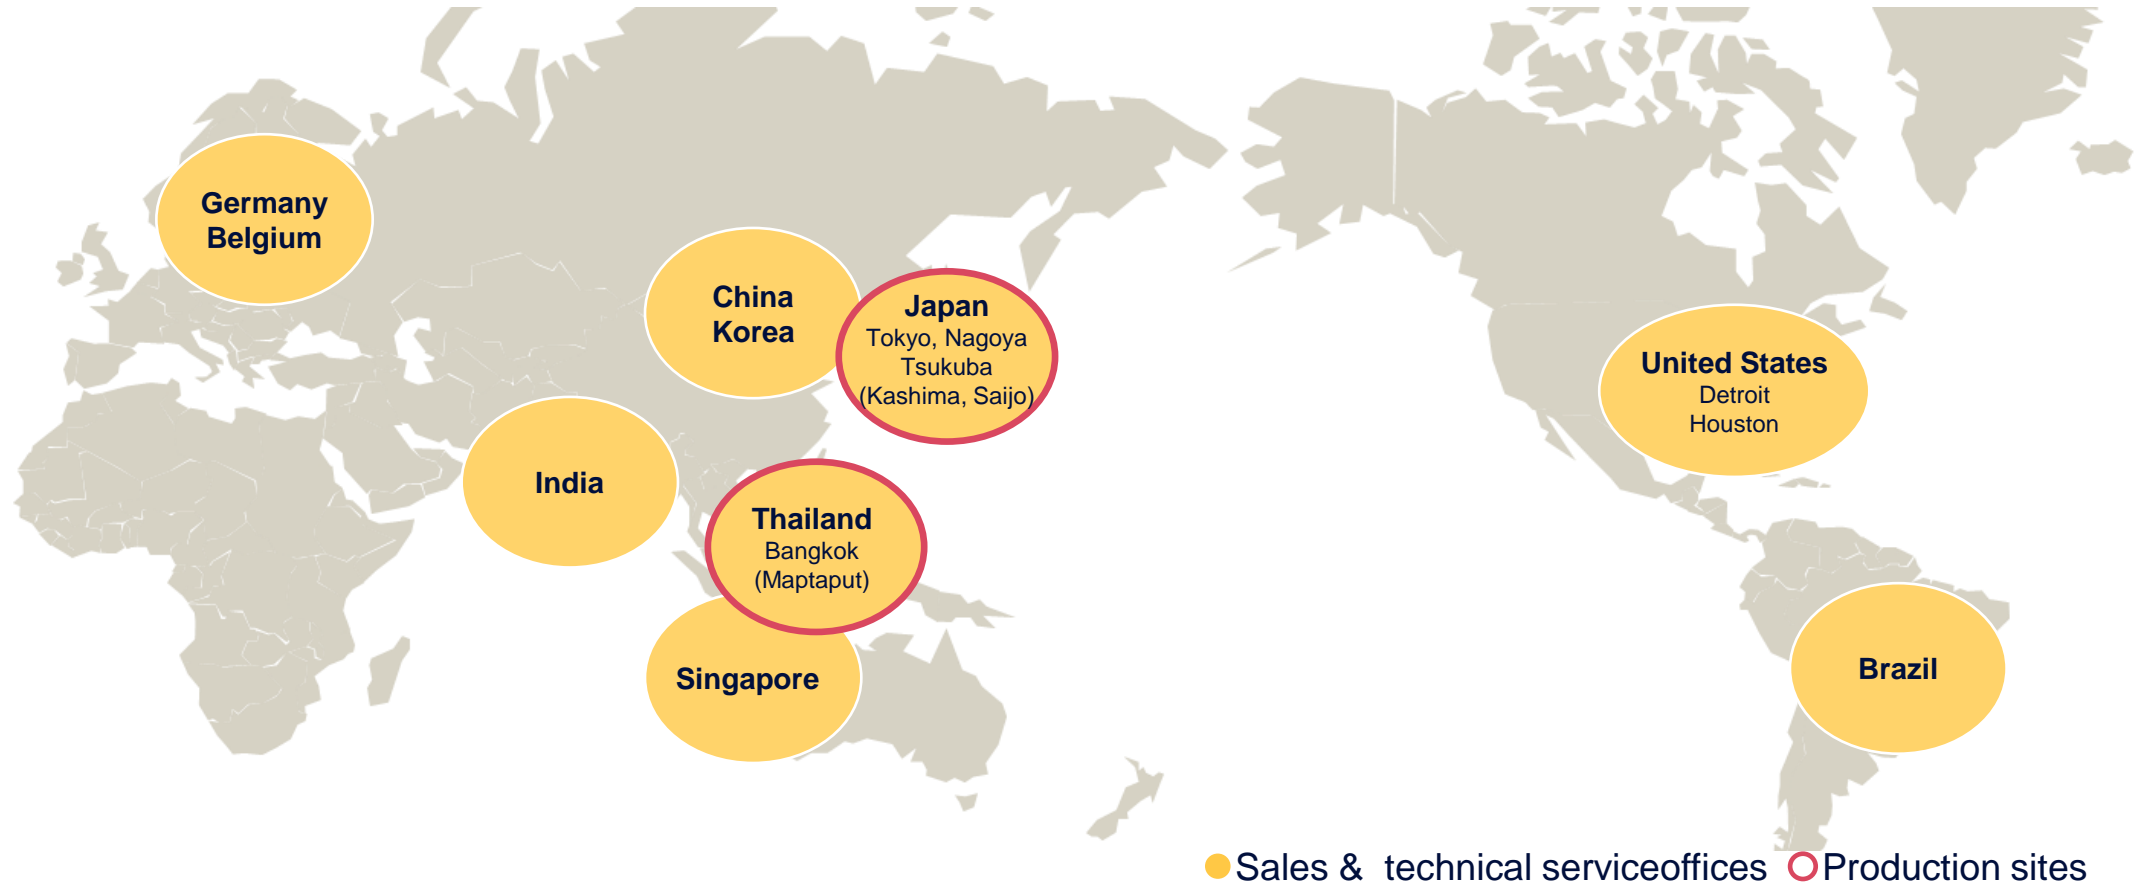 Germany
Belgium
China
Korea
Japan
Tokyo, Nagoya
Tsukuba
(Kashima, Saijo)
United States
Detroit
Houston
India
Thailand
Bangkok
(Maptaput)
Singapore
Brazil
Sales & technical serviceoffices Production sites